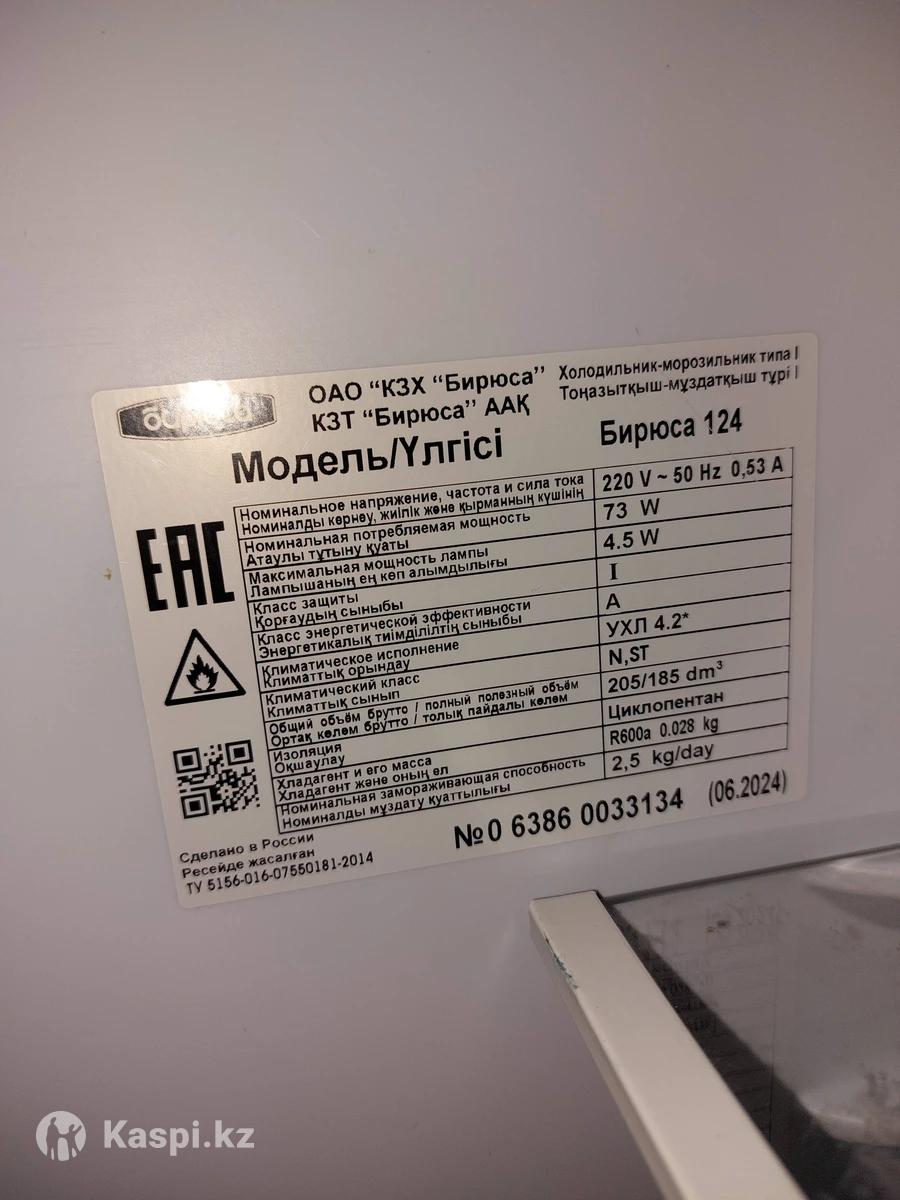 ОАО “КЗХ “Бирюса”
КЗТ “Бирюса” ААҚ
Холодильник-морозильник типа I
Тоңазытқыш-мұздатқыш түрі I
Модель/Үлгісі
Бирюса 124
Номинальное напряжение, частота и сила тока
Номиналды кернеу, жиілік және қырманның күшінің
220 V ~ 50 Hz 0,53 A
Номинальная потребляемая мощность
Атаулы тұтыну қуаты
73 W
Максимальная мощность лампы
Лампышаның ең көп алымдылығы
4.5 W
Класс защиты
Қорғаудың сыныбы
I
Класс энергетической эффективности
Энергетикалық тиімділілтің сыныбы
A
Климатическое исполнение
Климаттық орындау
УХЛ 4.2*
Климатический класс
Климаттық сынып
N,ST
Общий объём брутто / полный полезный объём
Ортақ көлем брутто / толық пайдалы көлем
205/185 dm³
Изоляция
Оқшаулау
Циклопентан
Хладагент и его масса
Хладагент және оның ел
R600a 0.028 kg
Номинальная замораживающая способность
Номиналды мұздату қуаттылығы
2,5 kg/day
EAC
№0 6386 0033134 (06.2024)
Сделано в России
Ресейде жасалған
ТУ 5156-016-07550181-2014
Kaspi.kz